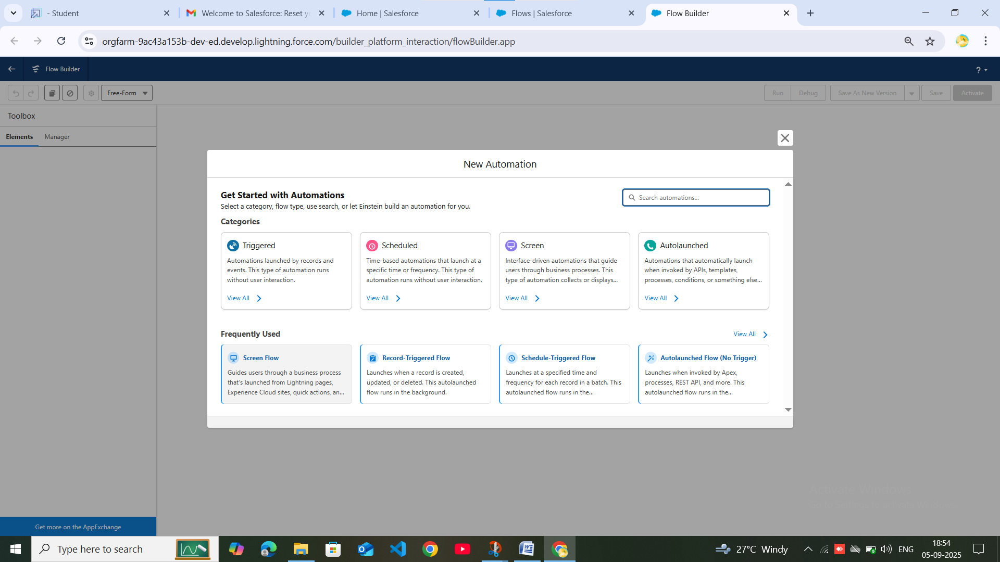 - Student
Welcome to Salesforce: Reset yo
Home | Salesforce
Flows | Salesforce
Flow Builder
orgfarm-9ac43a153b-dev-ed.develop.lightning.force.com/builder_platform_interaction/flowBuilder.app
Flow Builder
?
Free-Form
Run
Debug
Save As New Version
Save
Activate
Toolbox
Elements
Manager
New Automation
Get Started with Automations
Select a category, flow type, use search, or let Einstein build an automation for you.
Search automations...
Categories
Triggered
Automations launched by records and
events. This type of automation runs
without user interaction.
View All
Scheduled
Time-based automations that launch at a
specific time or frequency. This type of
automation runs without user interaction.
View All
Screen
Interface-driven automations that guide
users through business processes. This
type of automation collects or displays...
View All
Autolaunched
Automations that automatically launch
when invoked by APIs, templates,
processes, conditions, or something else...
View All
Frequently Used
View All
Screen Flow
Guides users through a business process
that's launched from Lightning pages,
Experience Cloud sites, quick actions, an...
Record-Triggered Flow
Launches when a record is created,
updated, or deleted. This autolaunched
flow runs in the background.
Schedule-Triggered Flow
Launches at a specified time and
frequency for each record in a batch. This
autolaunched flow runs in the...
Autolaunched Flow (No Trigger)
Launches when invoked by Apex,
processes, REST API, and more. This
autolaunched flow runs in the...
Activate Windows
Get more on the AppExchange
Type here to search
27°C Windy
ENG
18:54
05-09-2025